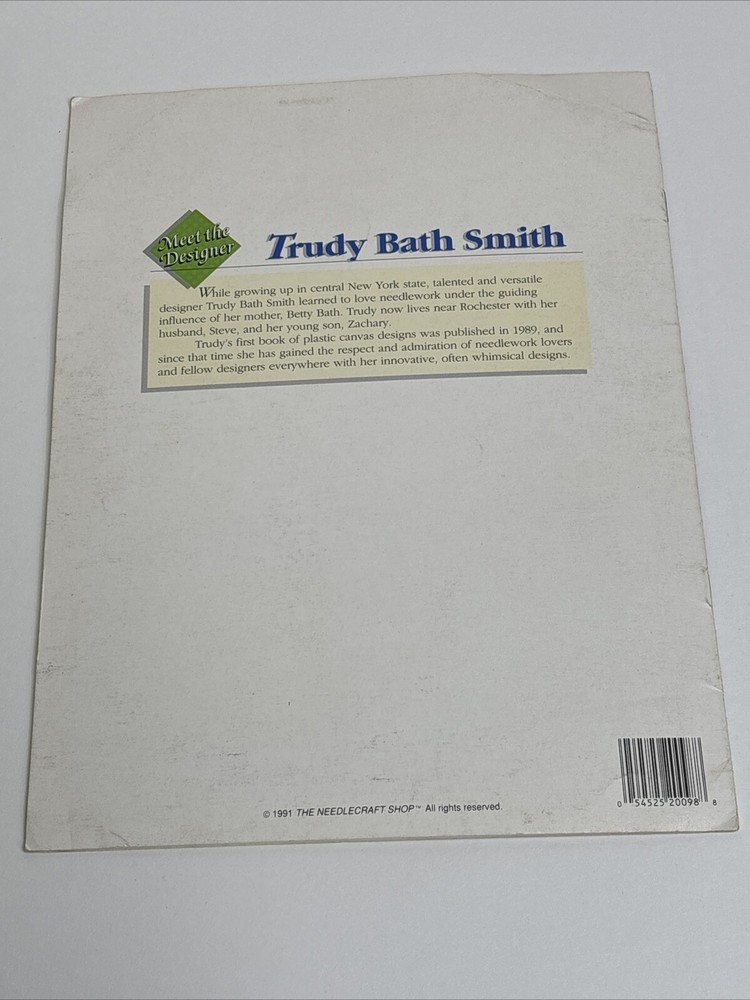 Meet the
Designer
Trudy Bath Smith
While growing up in central New York state, talented and versatile
designer Trudy Bath Smith learned to love needlework under the guiding
influence of her mother, Betty Bath. Trudy now lives near Rochester with her
husband, Steve, and her young son, Zachary.
Trudy's first book of plastic canvas designs was published in 1989, and
since that time she has gained the respect and admiration of needlework lovers
and fellow designers everywhere with her innovative, often whimsical designs.
© 1991 THE NEEDLECRAFT SHOP™ All rights reserved.
0 54525 20098 8